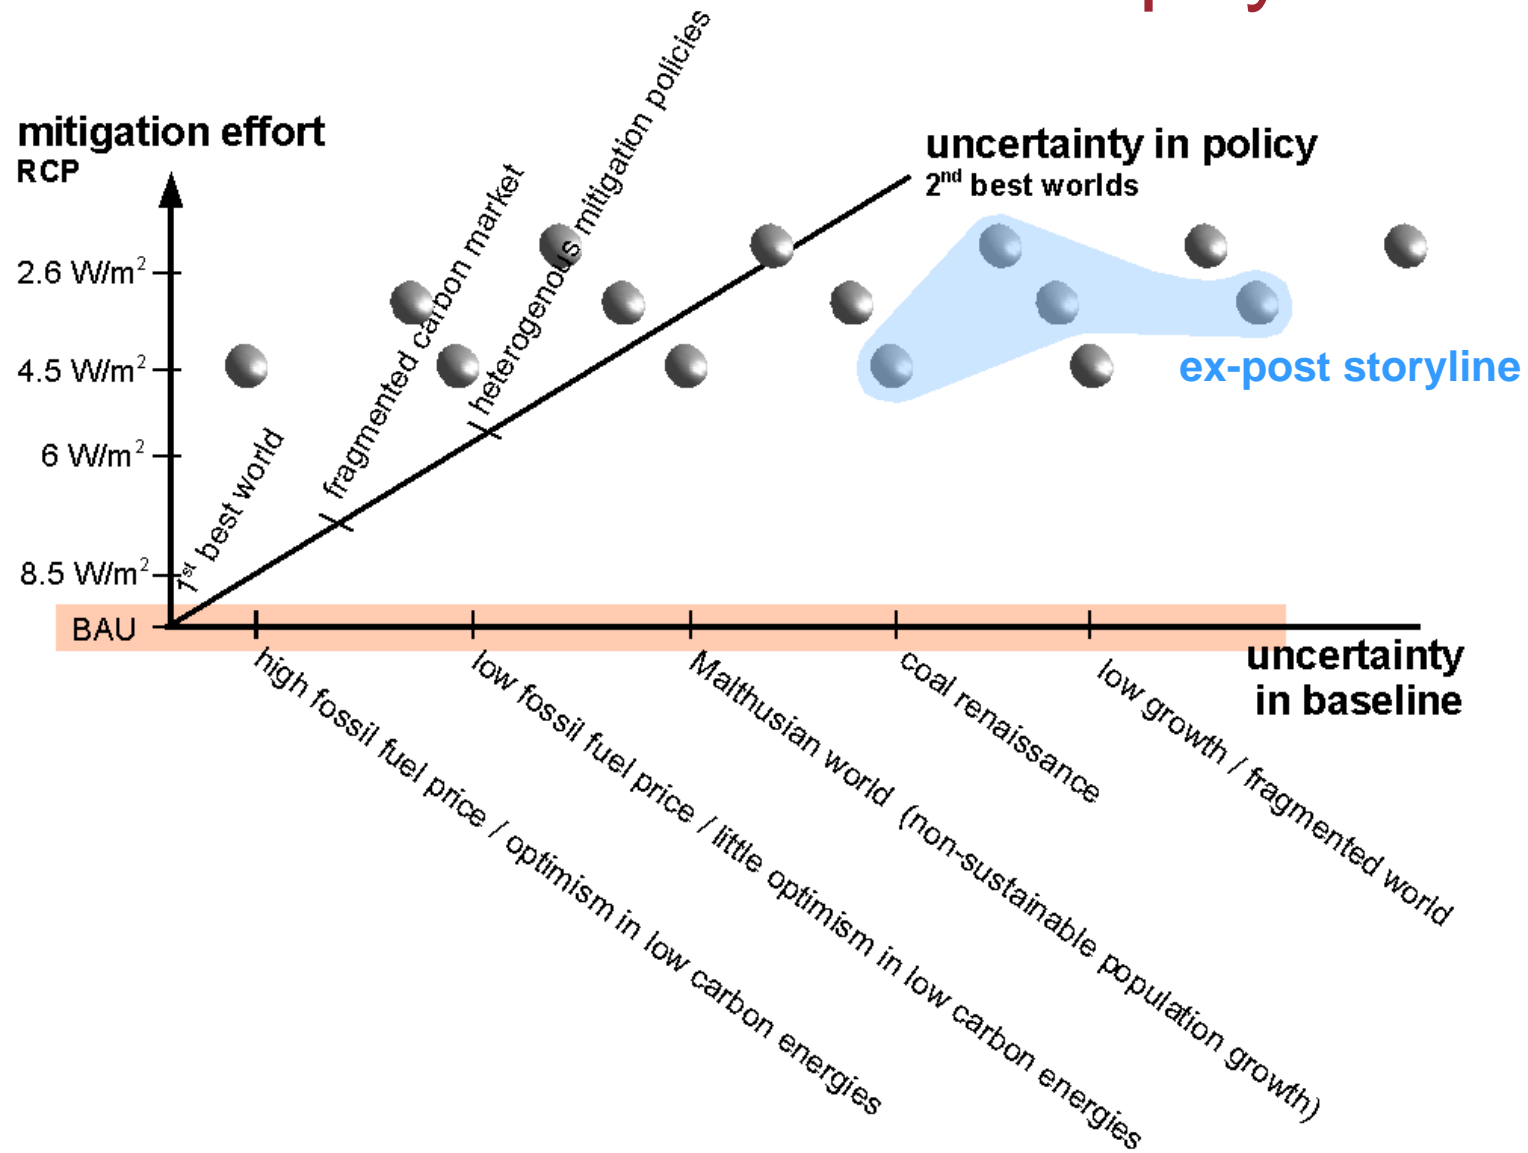 mitigation effort
RCP
2.6 W/m²
4.5 W/m²
6 W/m²
8.5 W/m²
BAU
1st best world
fragmented carbon market
heterogenous mitigation policies
uncertainty in policy
2nd best worlds
ex-post storyline
uncertainty
in baseline
high fossil fuel price / optimism in low carbon energies
low fossil fuel price / little optimism in low carbon energies
Malthusian world (non-sustainable population growth)
coal renaissance
low growth / fragmented world